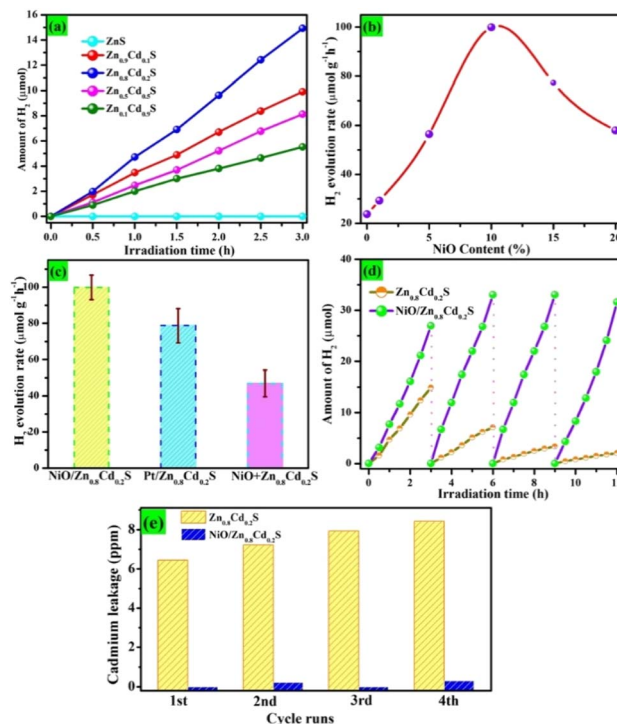 (a)
ZnS
Zn₀.₉Cd₀.₁S
Zn₀.₈Cd₀.₂S
Zn₀.₅Cd₀.₅S
Zn₀.₁Cd₀.₉S
Amount of H₂ (μmol)
16
14
12
10
8
6
4
2
0
0.0 0.5 1.0 1.5 2.0 2.5 3.0
Irradiation time (h)
(b)
H₂ evolution rate (μmol g⁻¹h⁻¹)
100
80
60
40
20
0 5 10 15 20
NiO Content (%)
(c)
H₂ evolution rate (μmol g⁻¹h⁻¹)
100
80
60
40
20
0
NiO/Zn₀.₈Cd₀.₂S Pt/Zn₀.₈Cd₀.₂S NiO+Zn₀.₈Cd₀.₂S
(d)
Zn₀.₈Cd₀.₂S
NiO/Zn₀.₈Cd₀.₂S
Amount of H₂ (μmol)
30
20
10
0
0 2 4 6 8 10
Irradiation time (h)
(e)
Zn₀.₈Cd₀.₂S
NiO/Zn₀.₈Cd₀.₂S
Cadmium leakage (ppm)
8
6
4
2
0
1st 2nd 3rd 4th
Cycle runs